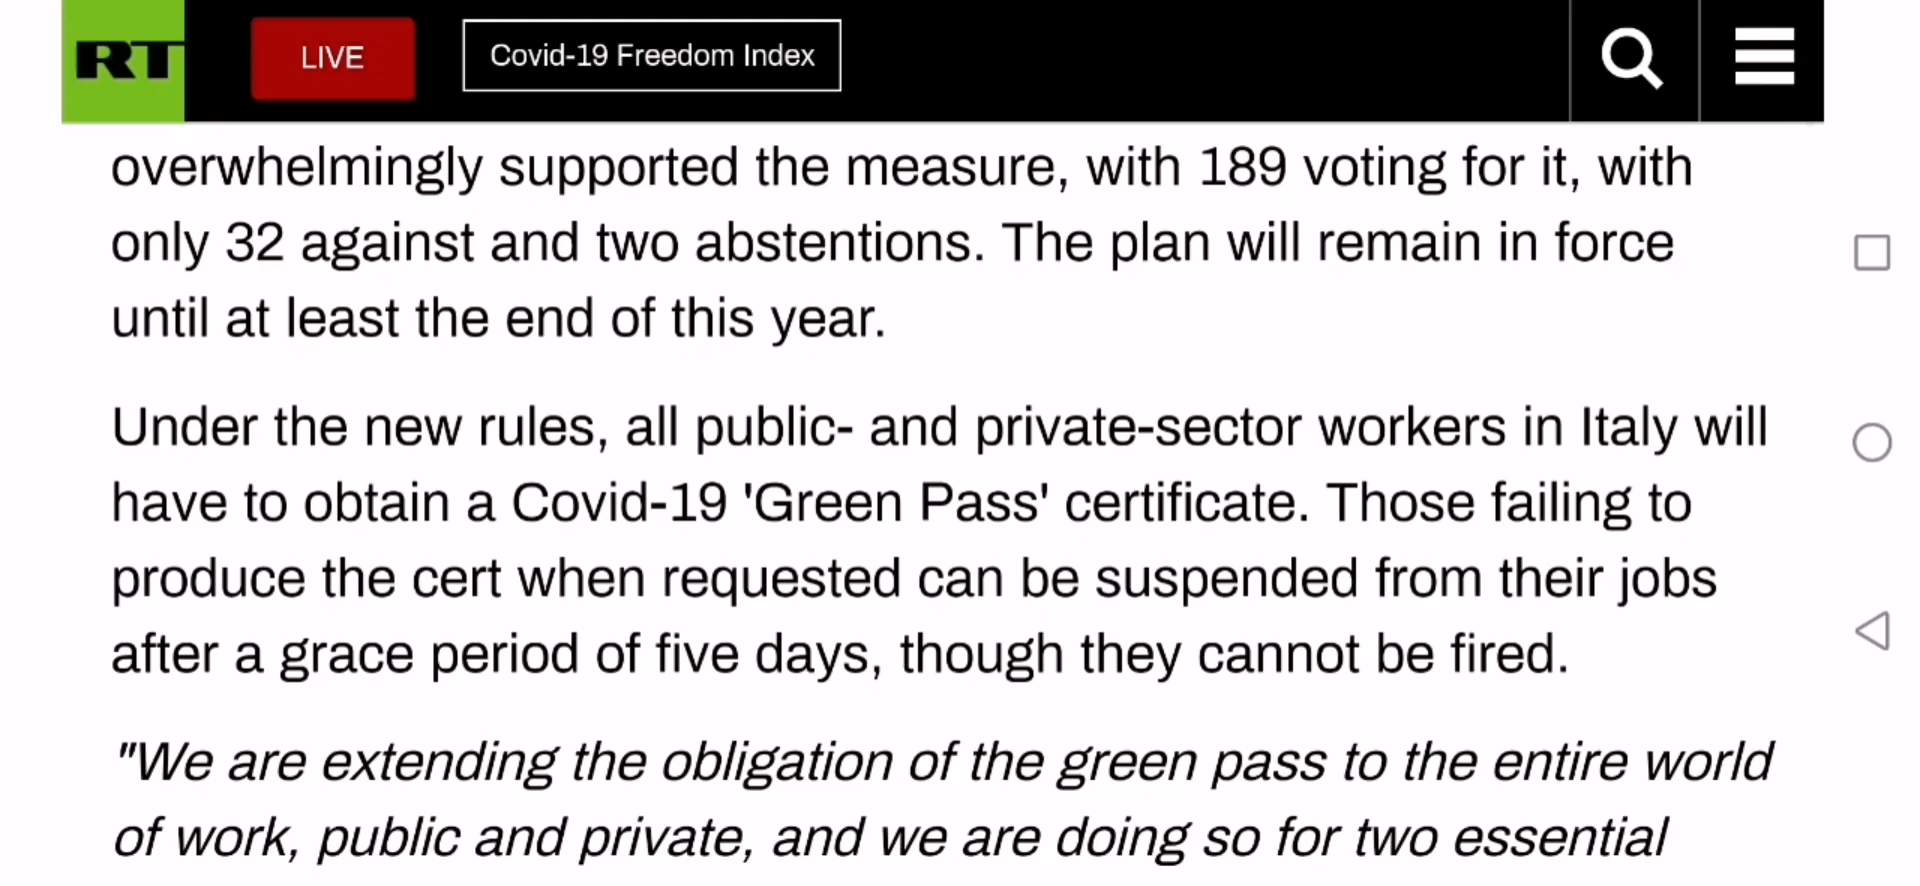 RT
LIVE
Covid-19 Freedom Index
overwhelmingly supported the measure, with 189 voting for it, with
only 32 against and two abstentions. The plan will remain in force
until at least the end of this year.
Under the new rules, all public- and private-sector workers in Italy will
have to obtain a Covid-19 'Green Pass' certificate. Those failing to
produce the cert when requested can be suspended from their jobs
after a grace period of five days, though they cannot be fired.
"We are extending the obligation of the green pass to the entire world
of work, public and private, and we are doing so for two essential